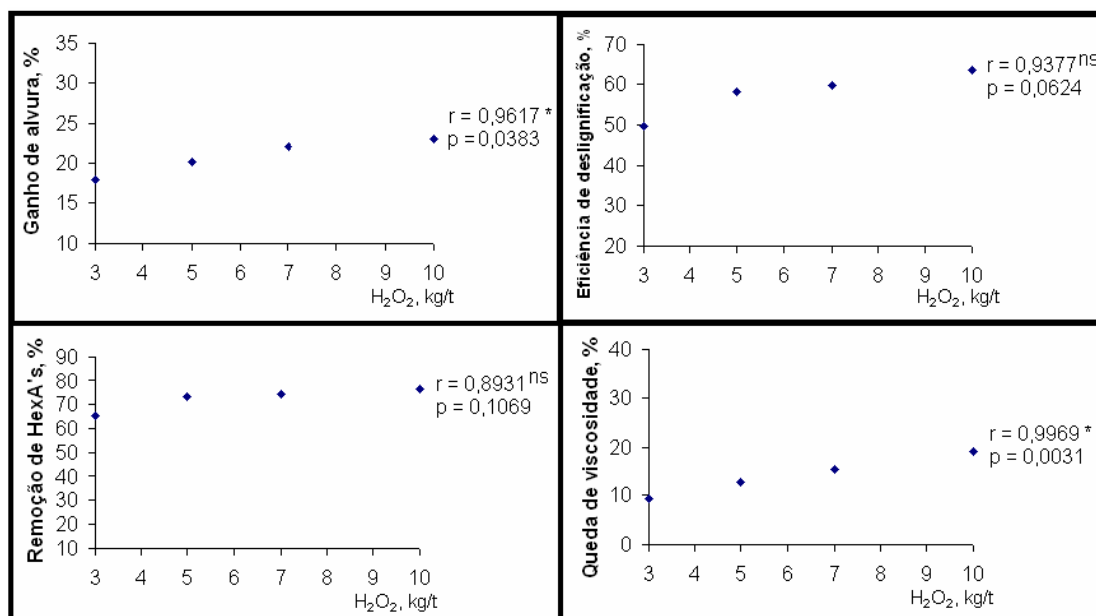 Ganho de alvura, %
35
30
25
20
15
10
r = 0,9617 *
p = 0,0383
3 4 5 6 7 8 9 10
H₂O₂, kg/t
Eficiência de deslignificação, %
70
60
50
40
30
20
r = 0,9377 ns
p = 0,0624
3 4 5 6 7 8 9 10
H₂O₂, kg/t
Remoção de HexA's, %
90
80
70
60
50
40
30
20
10
r = 0,8931 ns
p = 0,1069
3 4 5 6 7 8 9 10
H₂O₂, kg/t
Queda de viscosidade, %
40
30
20
10
0
r = 0,9969 *
p = 0,0031
3 4 5 6 7 8 9 10
H₂O₂, kg/t